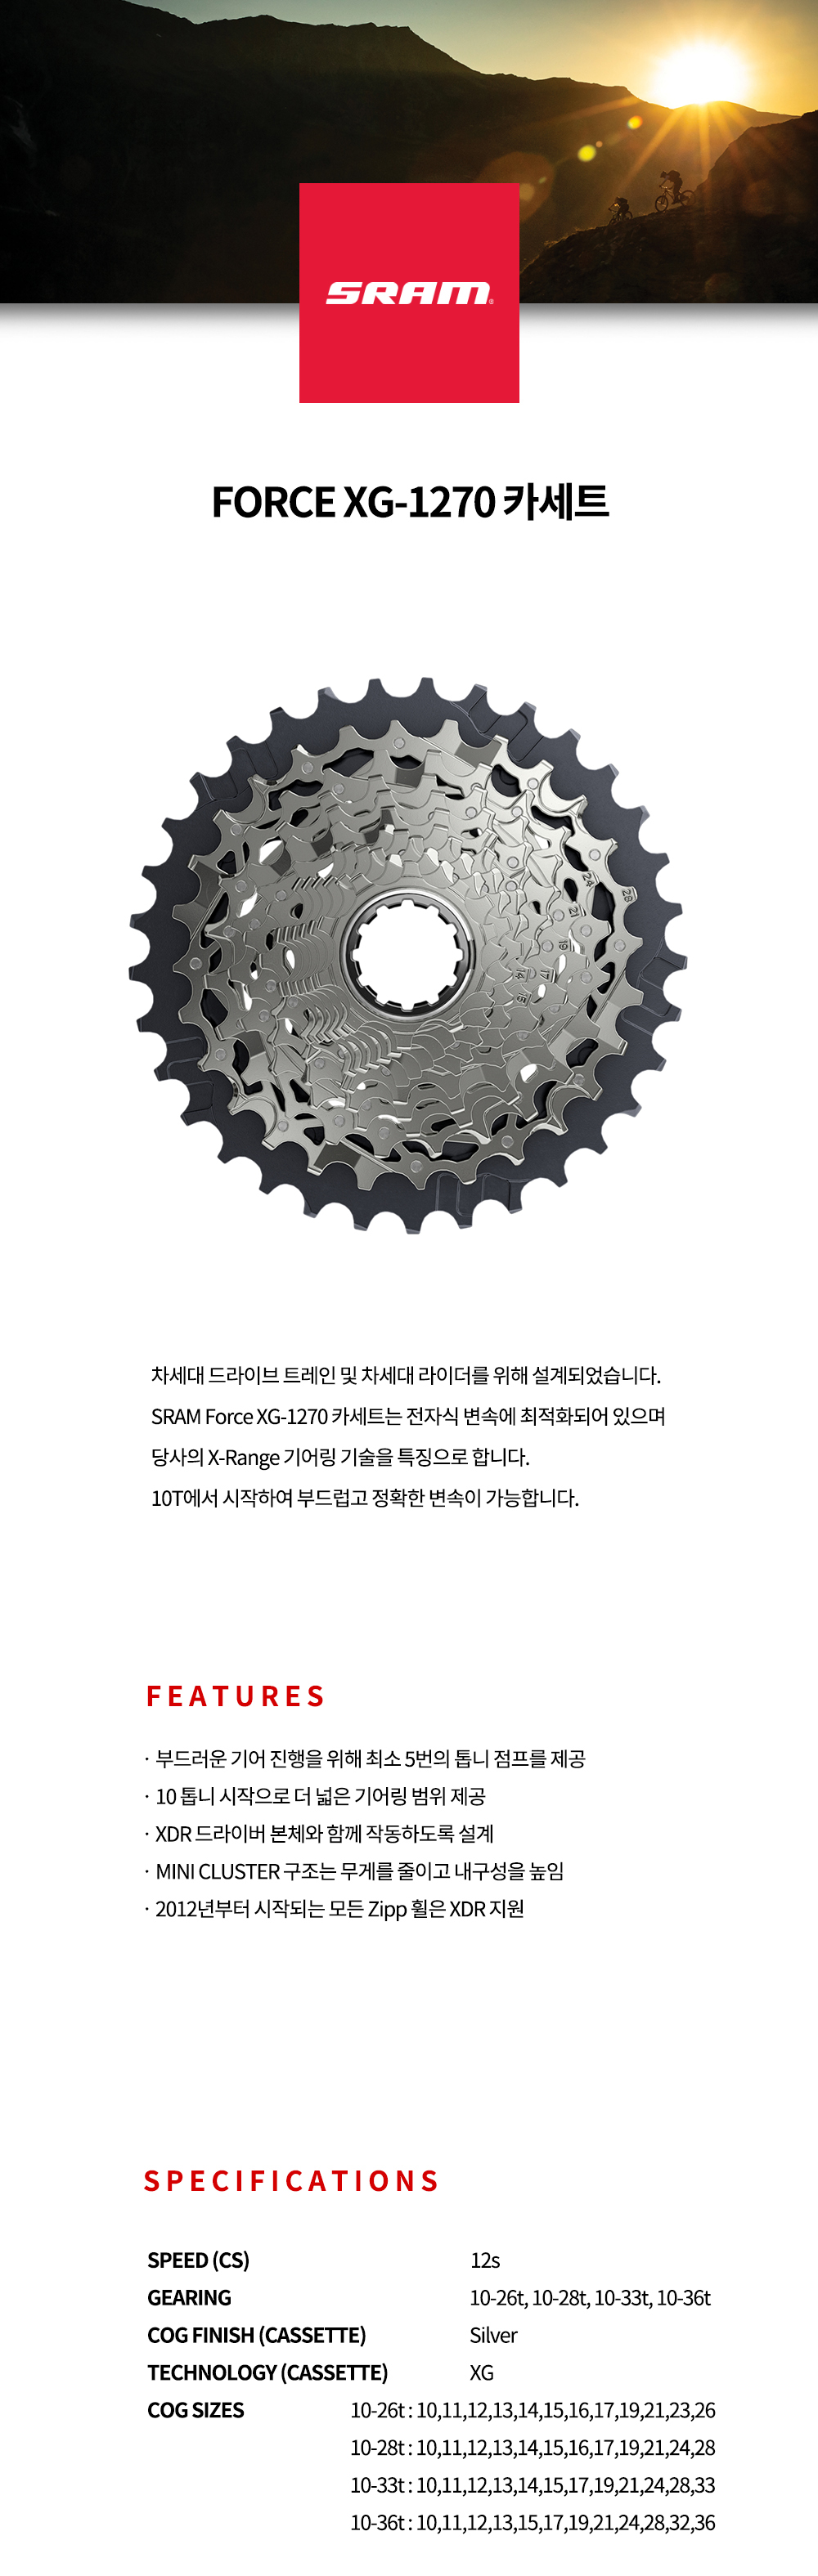 SRAM
FORCE XG-1270 카세트
28
24
21
19
17
차세대 드라이브 트레인 및 차세대 라이더를 위해 설계되었습니다.
SRAM Force XG-1270 카세트는 전자식 변속에 최적화되어 있으며
당사의 X-Range 기어링 기술을 특징으로 합니다.
10T에서 시작하여 부드럽고 정확한 변속이 가능합니다.
FEATURES
· 부드러운 기어 진행을 위해 최소 5번의 톱니 점프를 제공
· 10 톱니 시작으로 더 넓은 기어링 범위 제공
· XDR 드라이버 본체와 함께 작동하도록 설계
· MINI CLUSTER 구조는 무게를 줄이고 내구성을 높임
· 2012년부터 시작되는 모든 Zipp 휠은 XDR 지원
SPECIFICATIONS
SPEED (CS) 12s
GEARING 10-26t, 10-28t, 10-33t, 10-36t
COG FINISH (CASSETTE) Silver
TECHNOLOGY (CASSETTE) XG
COG SIZES 10-26t : 10,11,12,13,14,15,16,17,19,21,23,26
10-28t : 10,11,12,13,14,15,16,17,19,21,24,28
10-33t : 10,11,12,13,14,15,17,19,21,24,28,33
10-36t : 10,11,12,13,15,17,19,21,24,28,32,36